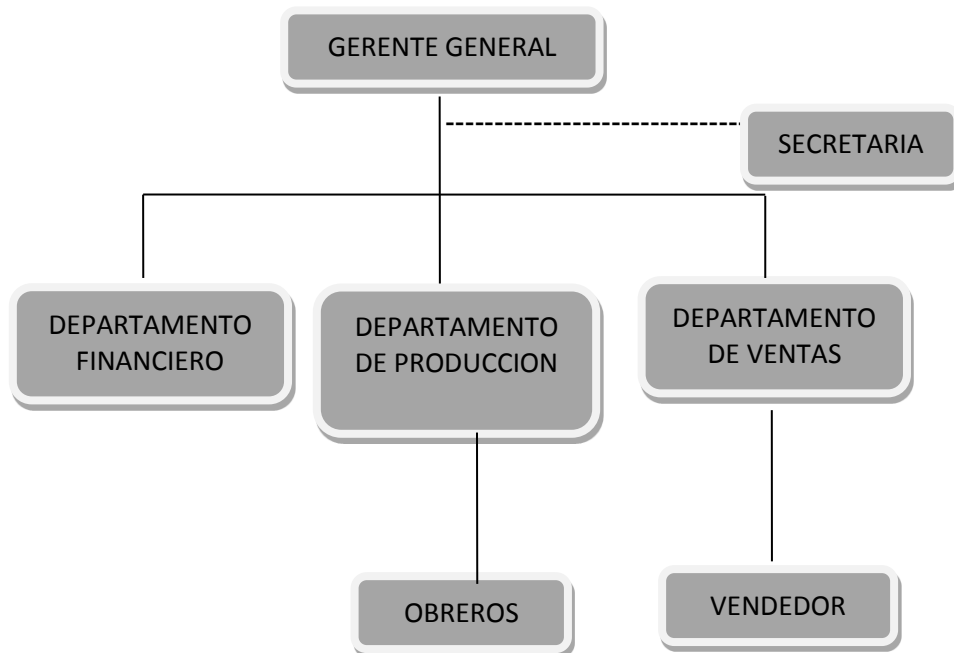 GERENTE GENERAL
SECRETARIA
DEPARTAMENTO
FINANCIERO
DEPARTAMENTO
DE PRODUCCION
DEPARTAMENTO
DE VENTAS
OBREROS
VENDEDOR